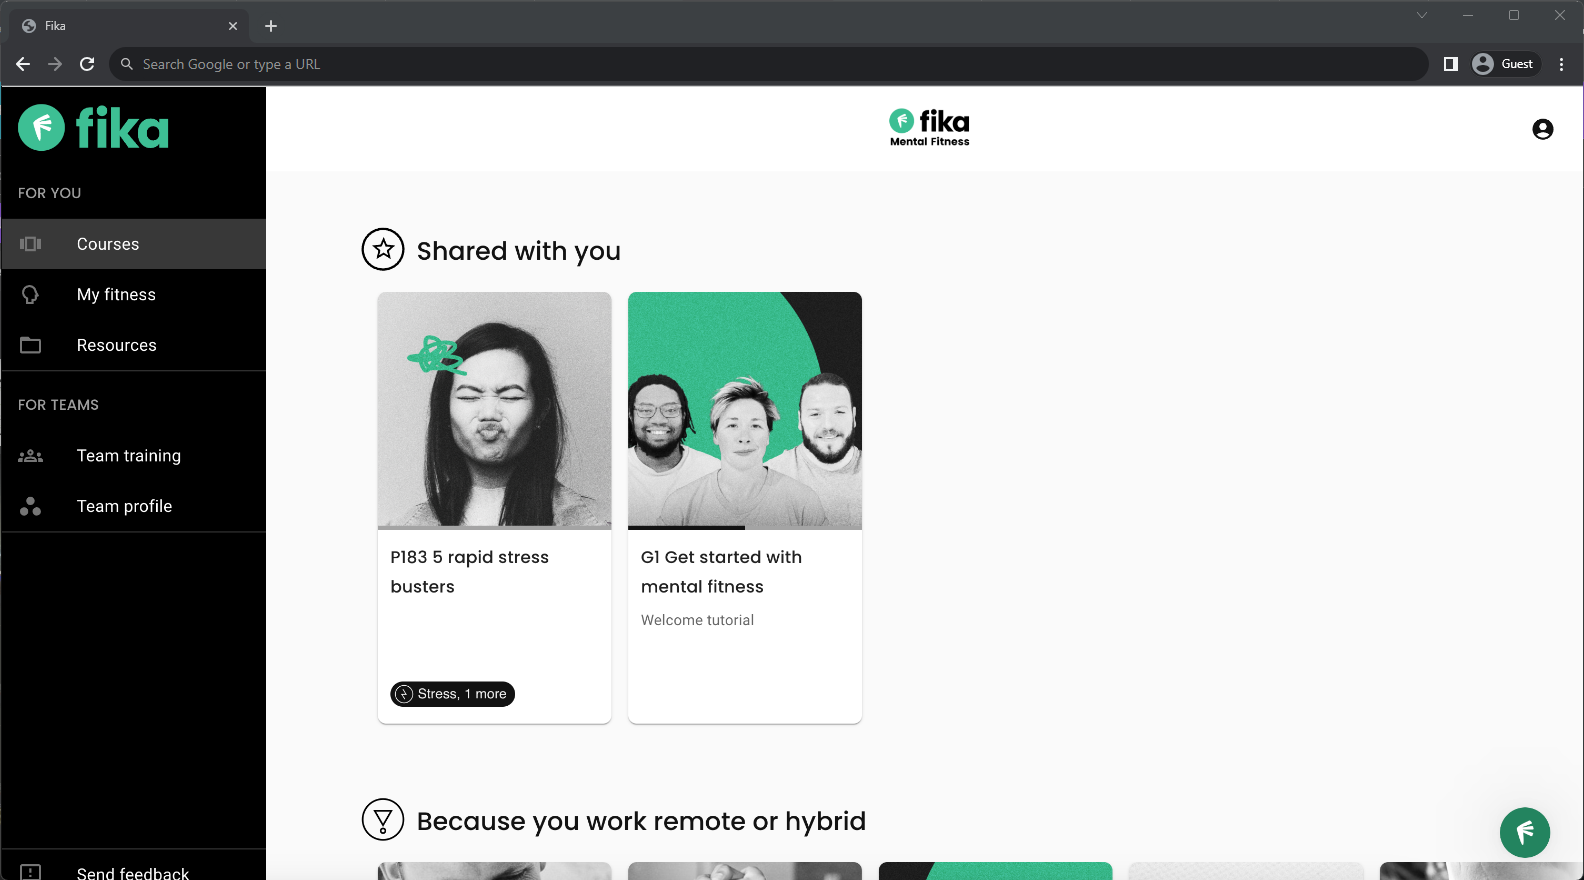 Fika
Search Google or type a URL
Guest
fika
fika
Mental Fitness
FOR YOU
Courses
My fitness
Resources
FOR TEAMS
Team training
Team profile
Send feedback
Shared with you
P183 5 rapid stress
busters
Stress, 1 more
G1 Get started with
mental fitness
Welcome tutorial
Because you work remote or hybrid